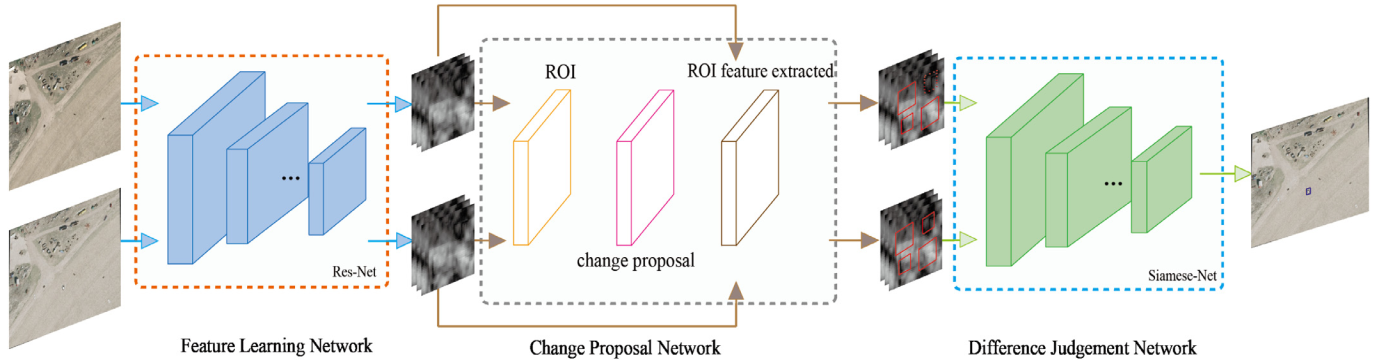 ROI
ROI feature extracted
...
...
change proposal
Res-Net
Siamese-Net
Feature Learning Network
Change Proposal Network
Difference Judgement Network